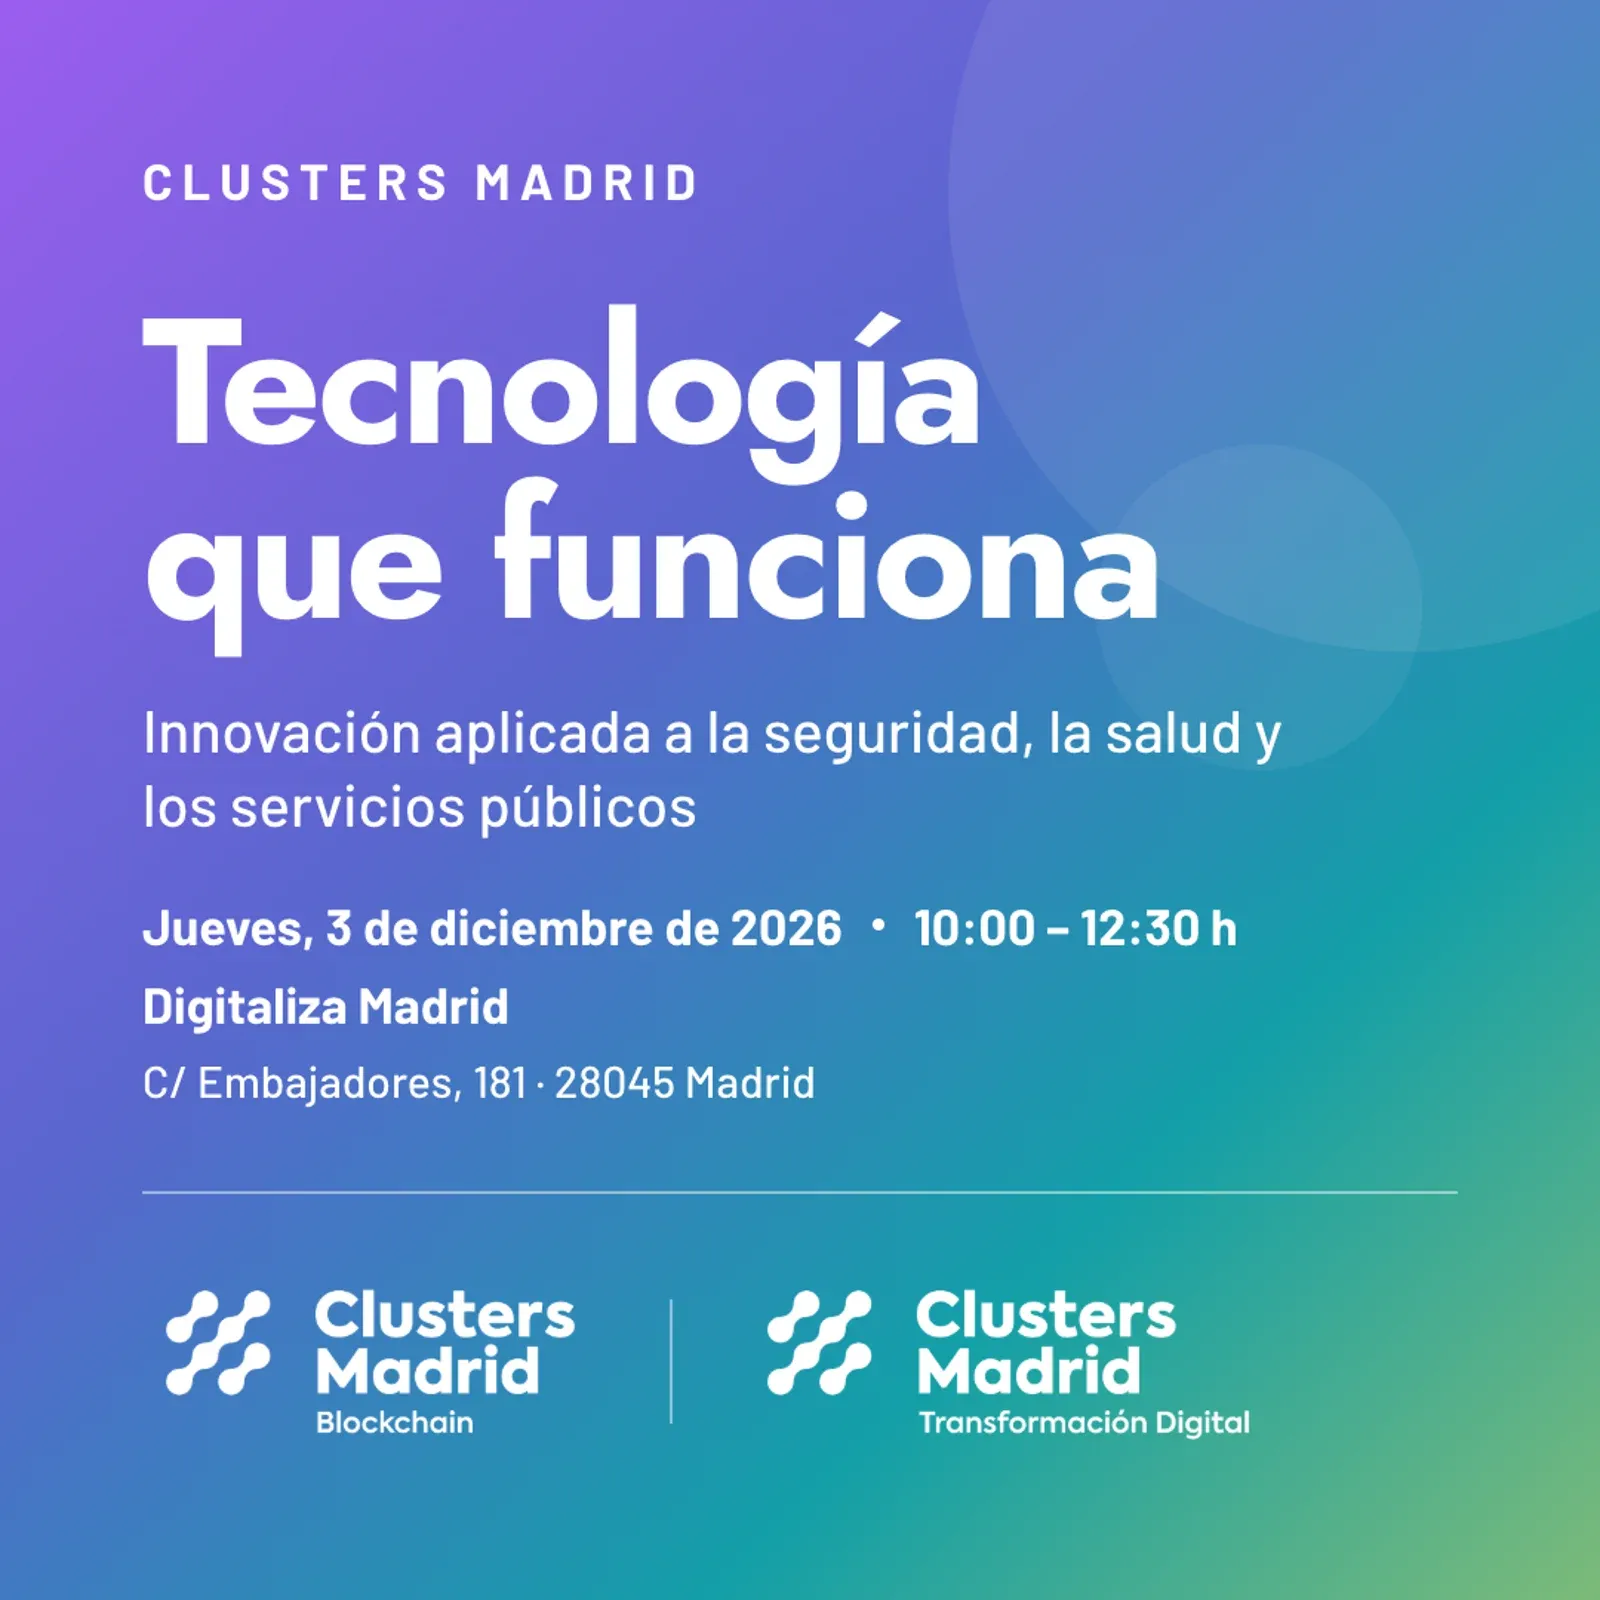 CLUSTERS MADRID
Tecnología
que funciona
Innovación aplicada a la seguridad, la salud y
los servicios públicos
Jueves, 3 de diciembre de 2026 • 10:00 – 12:30 h
Digitaliza Madrid
C/ Embajadores, 181 · 28045 Madrid
Clusters
Madrid
Blockchain
Clusters
Madrid
Transformación Digital